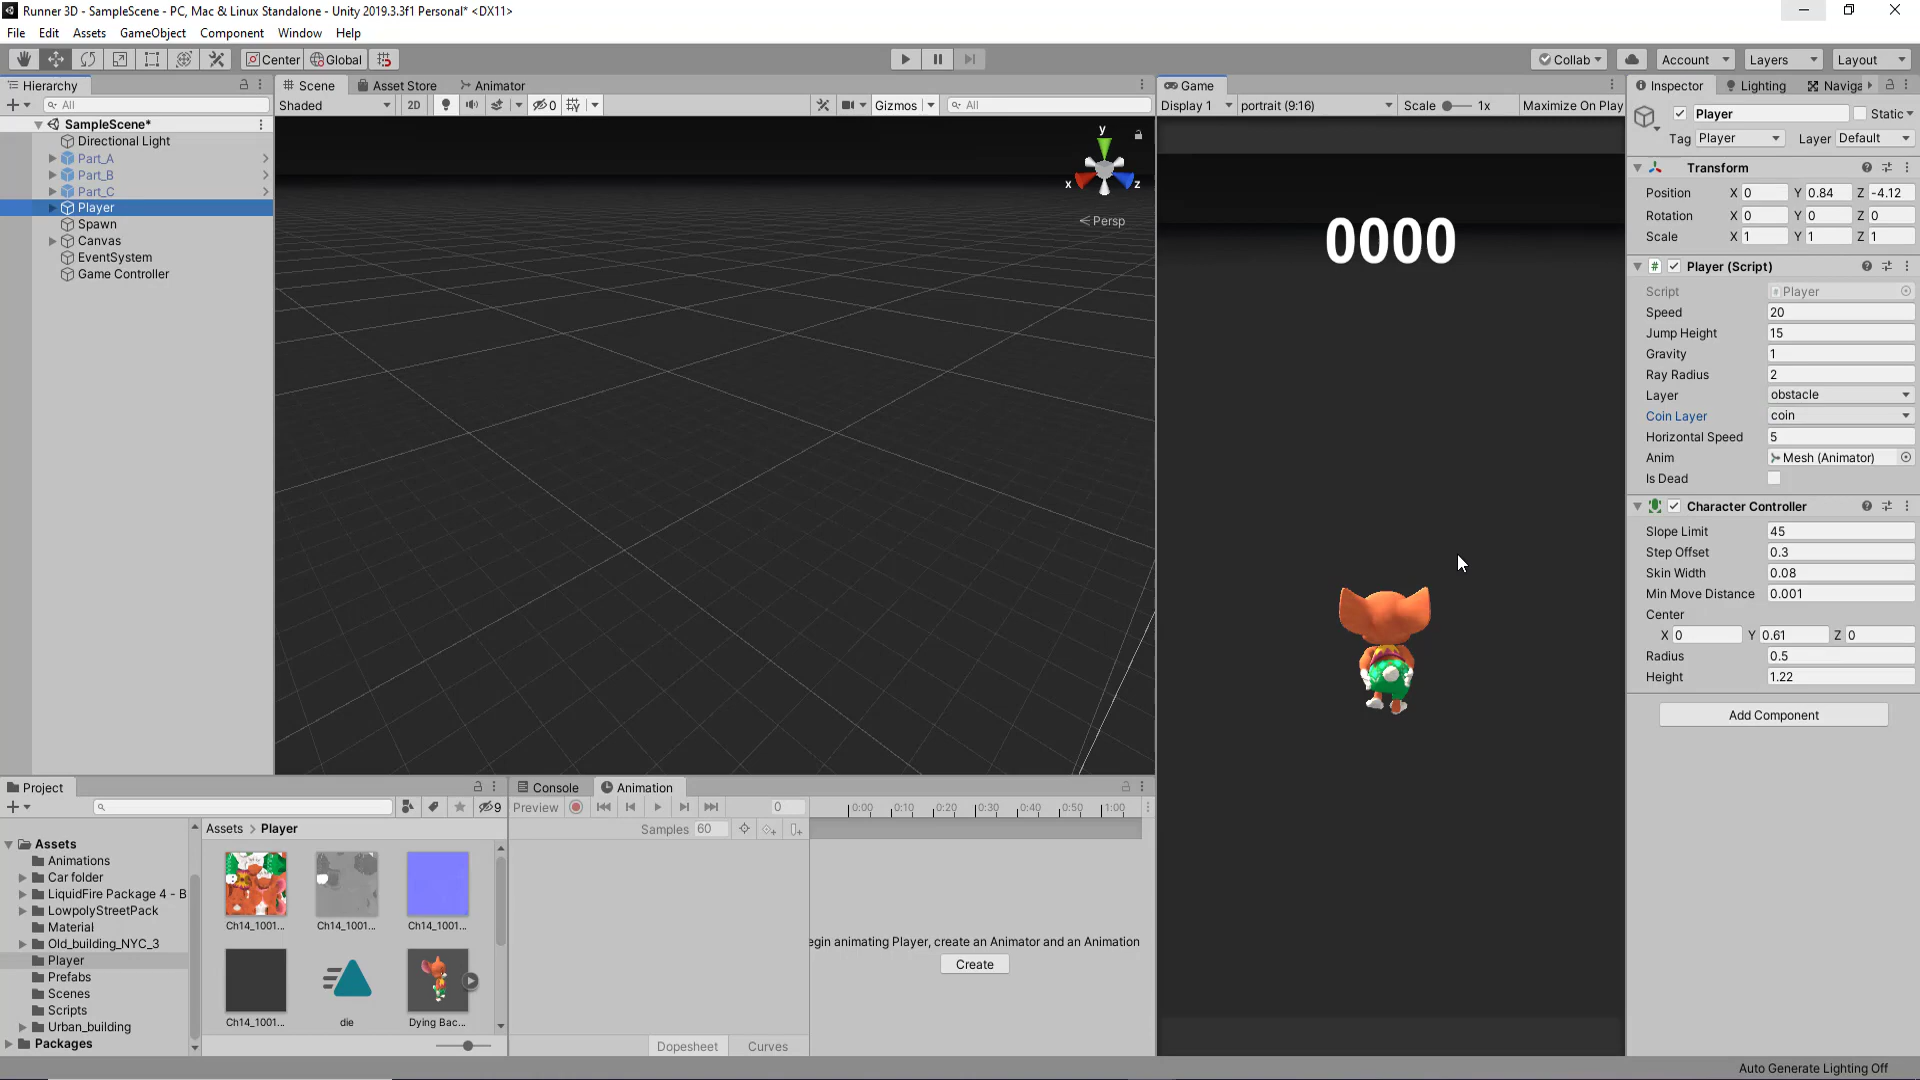 Runner 3D - SampleScene - PC, Mac & Linux Standalone - Unity 2019.3.3f1 Personal* <DX11>
File Edit Assets GameObject Component Window Help
Center Global Collab Account Layers Layout
Hierarchy
All
SampleScene*
Directional Light
Part_A
Part_B
Part_C
Player
Spawn
Canvas
EventSystem
Game Controller
Scene Asset Store Animator
Shaded 2D 0 Gizmos All
y
x z
Persp
Game
Display 1 portrait (9:16) Scale 1x Maximize On Play
0000
Inspector Lighting Naviga
Player Static
Tag Player Layer Default
Transform
Position X 0 Y 0.84 Z -4.12
Rotation X 0 Y 0 Z 0
Scale X 1 Y 1 Z 1
Player (Script)
Script Player
Speed 20
Jump Height 15
Gravity 1
Ray Radius 2
Layer obstacle
Coin Layer coin
Horizontal Speed 5
Anim Mesh (Animator)
Is Dead
Character Controller
Slope Limit 45
Step Offset 0.3
Skin Width 0.08
Min Move Distance 0.001
Center
X 0 Y 0.61 Z 0
Radius 0.5
Height 1.22
Add Component
Project
9
Assets
Animations
Car folder
LiquidFire Package 4 - B
LowpolyStreetPack
Material
Old_building_NYC_3
Player
Prefabs
Scenes
Scripts
Urban_building
Packages
Assets > Player
Ch14_1001... Ch14_1001... Ch14_1001...
Ch14_1001... die Dying Bac...
Console Animation
Preview 0 0:00 0:10 0:20 0:30 0:40 0:50 1:00
Samples 60
egin animating Player, create an Animator and an Animation
Create
Dopesheet Curves
Auto Generate Lighting Off